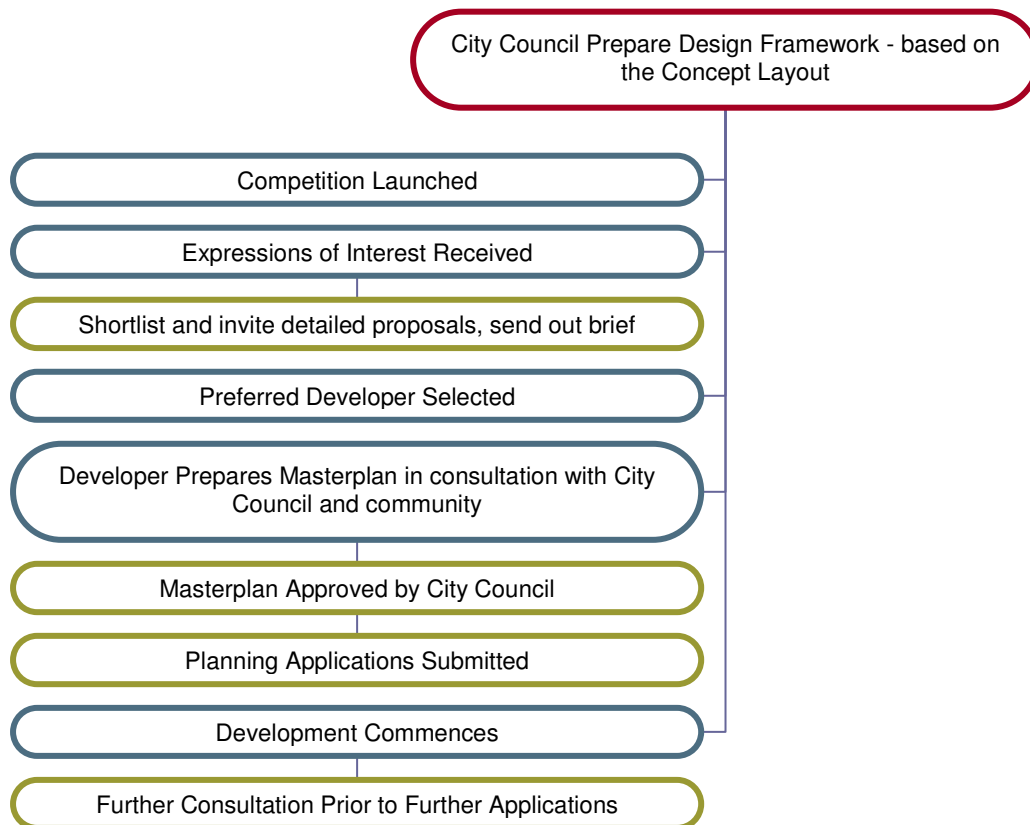 City Council Prepare Design Framework - based on
the Concept Layout
Competition Launched
Expressions of Interest Received
Shortlist and invite detailed proposals, send out brief
Preferred Developer Selected
Developer Prepares Masterplan in consultation with City
Council and community
Masterplan Approved by City Council
Planning Applications Submitted
Development Commences
Further Consultation Prior to Further Applications